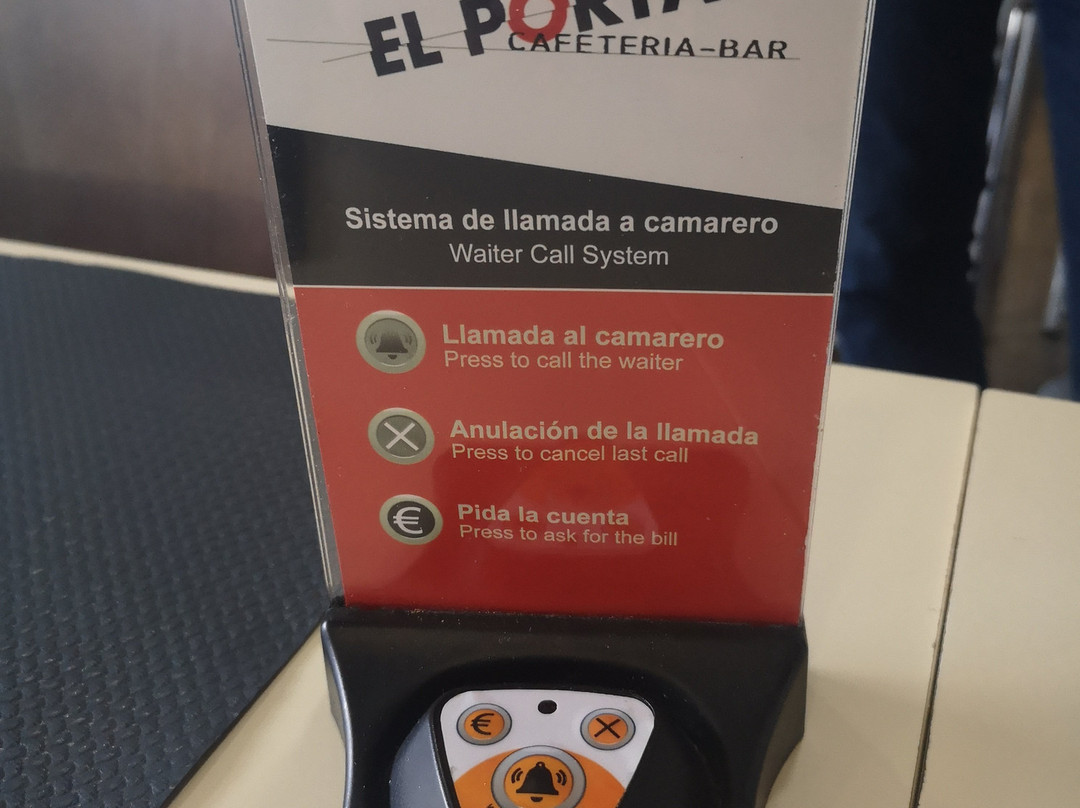 EL
CAFETERIA-BAR
Sistema de llamada a camarero
Waiter Call System
Llamada al camarero
Press to call the waiter
Anulación de la llamada
Press to cancel last call
€ Pida la cuenta
Press to ask for the bill
€